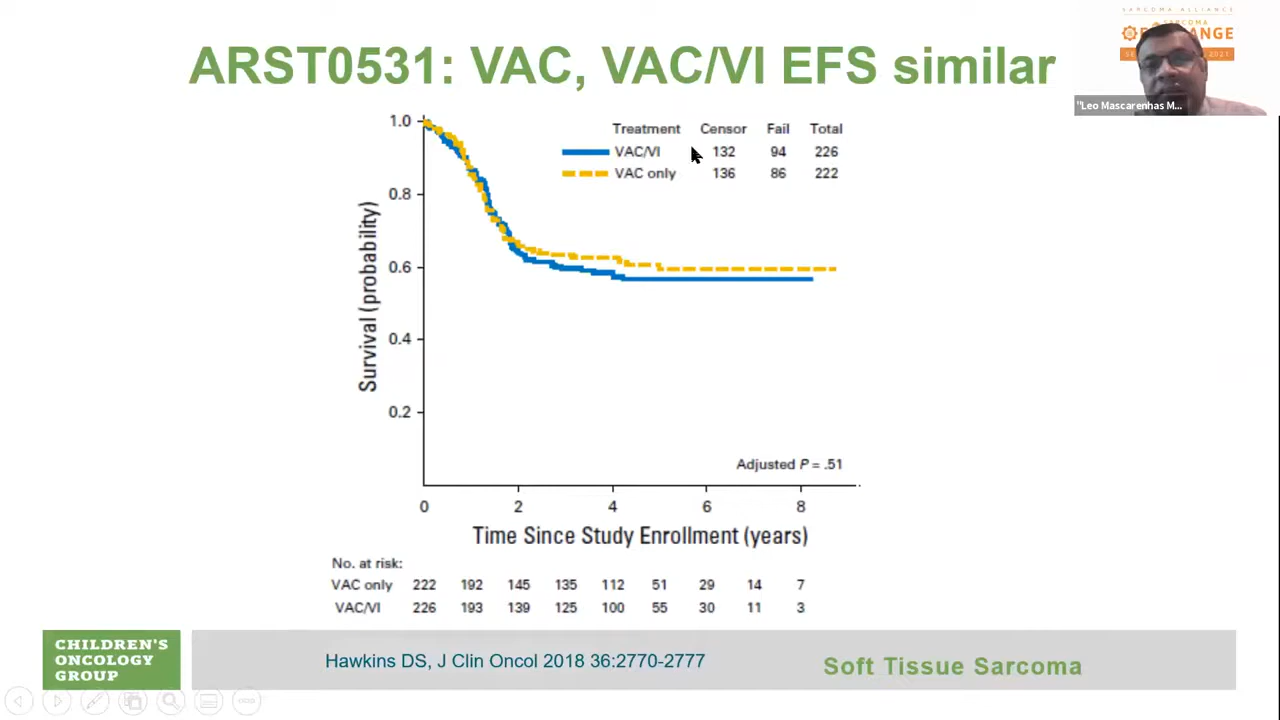 ARST0531: VAC, VAC/VI EFS similar
SARCOMA ALLIANCE
SARCOMA
"Leo Mascarenhas M...
Treatment Censor Fail Total
VAC/VI 132 94 226
VAC only 136 86 222
1.0
0.8
0.6
0.4
0.2
Survival (probability)
Adjusted P = .51
0 2 4 6 8
Time Since Study Enrollment (years)
No. at risk:
VAC only 222 192 145 135 112 51 29 14 7
VAC/VI 226 193 139 125 100 55 30 11 3
CHILDREN'S
ONCOLOGY
GROUP
Hawkins DS, J Clin Oncol 2018 36:2770-2777
Soft Tissue Sarcoma